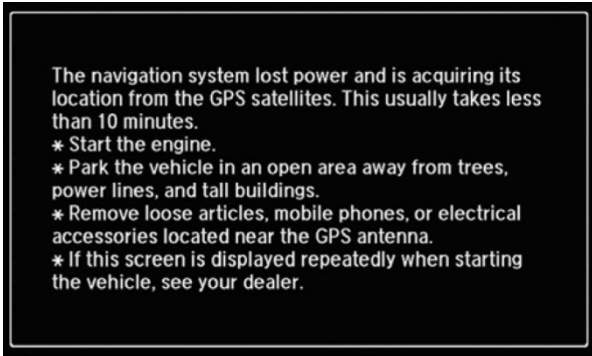 The navigation system lost power and is acquiring its
location from the GPS satellites. This usually takes less
than 10 minutes.
* Start the engine.
* Park the vehicle in an open area away from trees,
power lines, and tall buildings.
* Remove loose articles, mobile phones, or electrical
accessories located near the GPS antenna.
* If this screen is displayed repeatedly when starting
the vehicle, see your dealer.